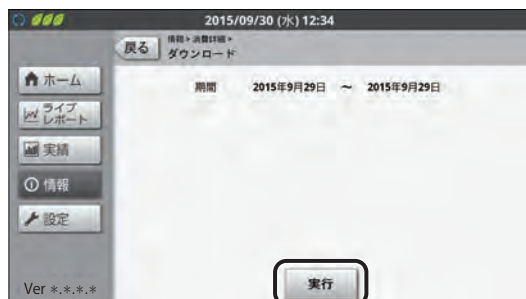 2015/09/30 (水) 12:34
戻る
情報 > 消費詳細 >
ダウンロード
ホーム
ライブ
レポート
実績
情報
設定
Ver *.*.*.*
期間 2015年9月29日 ~ 2015年9月29日
実行